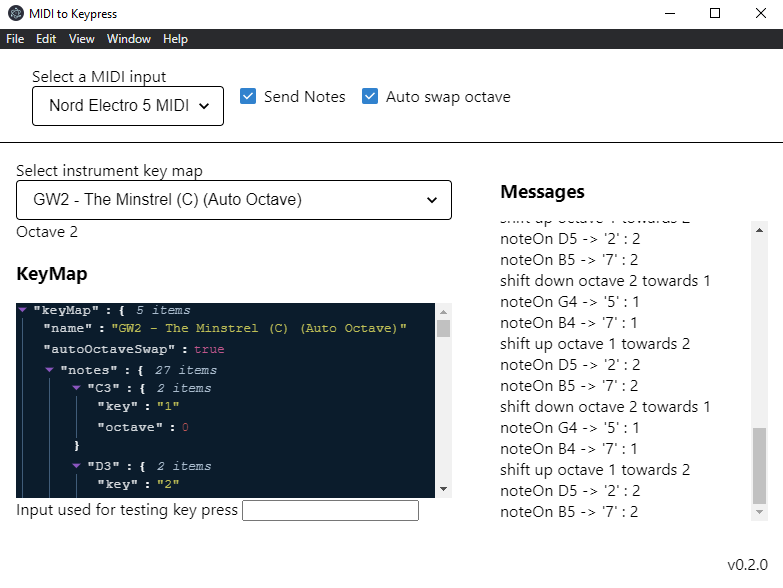 MIDI to Keypress
File Edit View Window Help
Select a MIDI input
Nord Electro 5 MIDI
Send Notes
Auto swap octave
Select instrument key map
GW2 - The Minstrel (C) (Auto Octave)
Octave 2
KeyMap
"keyMap" : { 5 items
"name" : "GW2 - The Minstrel (C) (Auto Octave)"
"autoOctaveSwap" : true
"notes" : { 27 items
"C3" : { 2 items
"key" : "1"
"octave" : 0
}
"D3" : { 2 items
"key" : "2"
Input used for testing key press
Messages
shift up octave 1 towards 2
noteOn D5 -> '2' : 2
noteOn B5 -> '7' : 2
shift down octave 2 towards 1
noteOn G4 -> '5' : 1
noteOn B4 -> '7' : 1
shift up octave 1 towards 2
noteOn D5 -> '2' : 2
noteOn B5 -> '7' : 2
shift down octave 2 towards 1
noteOn G4 -> '5' : 1
noteOn B4 -> '7' : 1
shift up octave 1 towards 2
noteOn D5 -> '2' : 2
noteOn B5 -> '7' : 2
v0.2.0